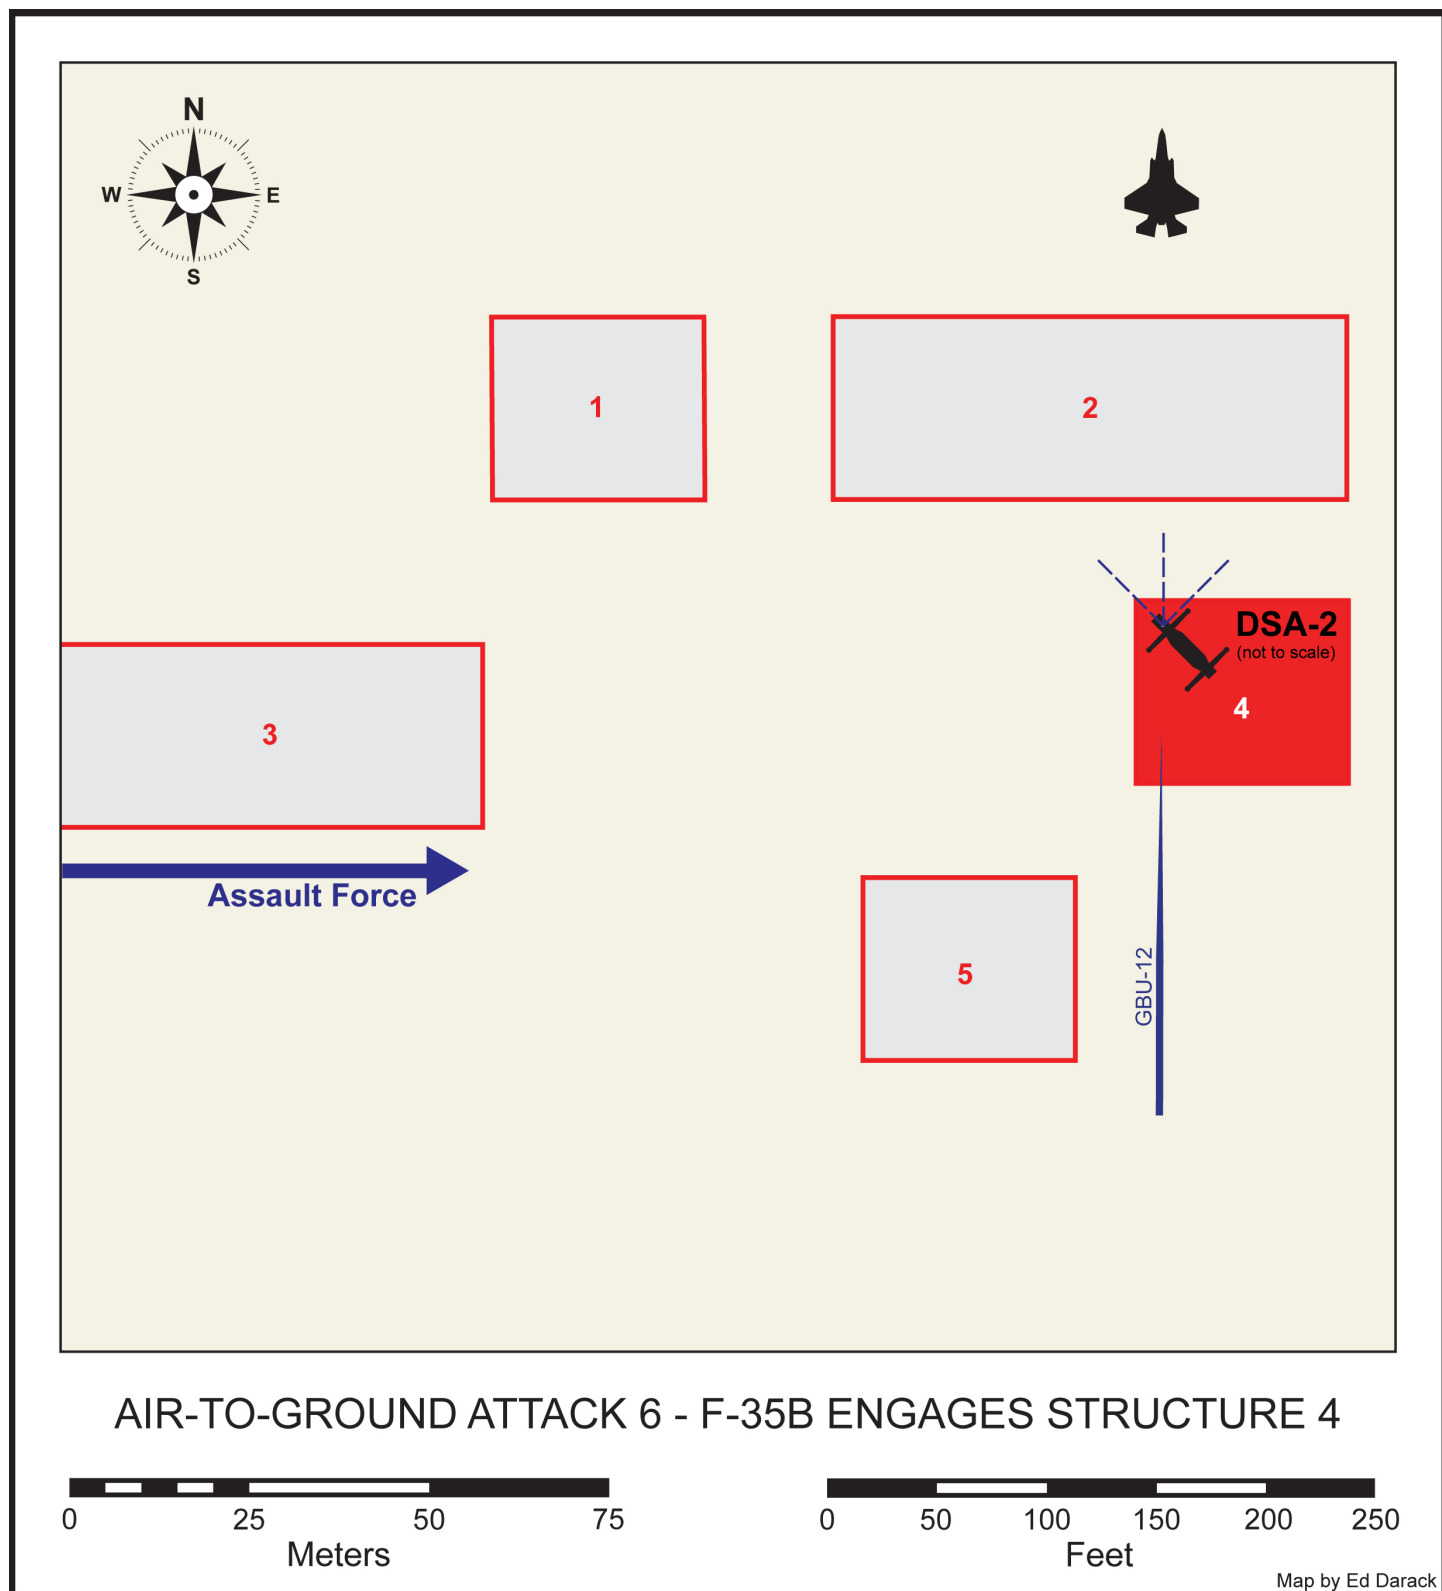 N
W
E
S
1
2
DSA-2
(not to scale)
4
3
Assault Force
5
GBU-12
AIR-TO-GROUND ATTACK 6 - F-35B ENGAGES STRUCTURE 4
0 25 50 75
Meters
0 50 100 150 200 250
Feet
Map by Ed Darack